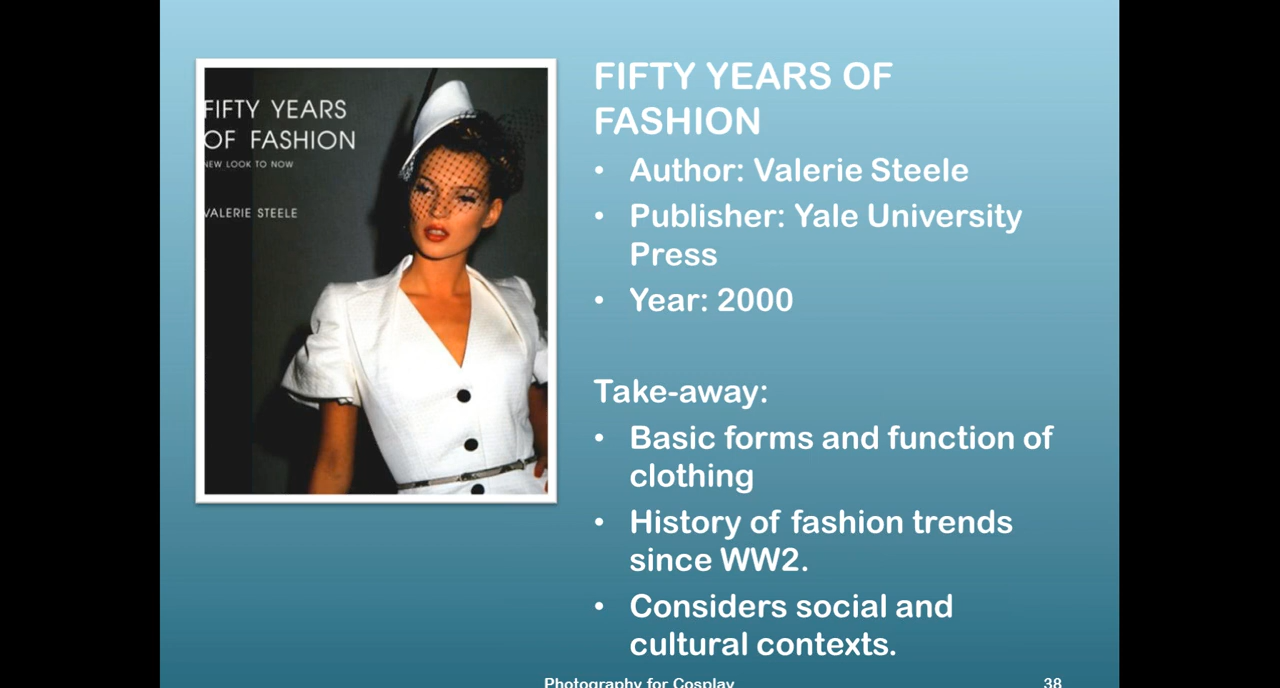 FIFTY YEARS
OF FASHION
NEW LOOK TO NOW
VALERIE STEELE
FIFTY YEARS OF
FASHION
• Author: Valerie Steele
• Publisher: Yale University
Press
• Year: 2000
Take-away:
• Basic forms and function of
clothing
• History of fashion trends
since WW2.
• Considers social and
cultural contexts.
Photography for Cosplay
38